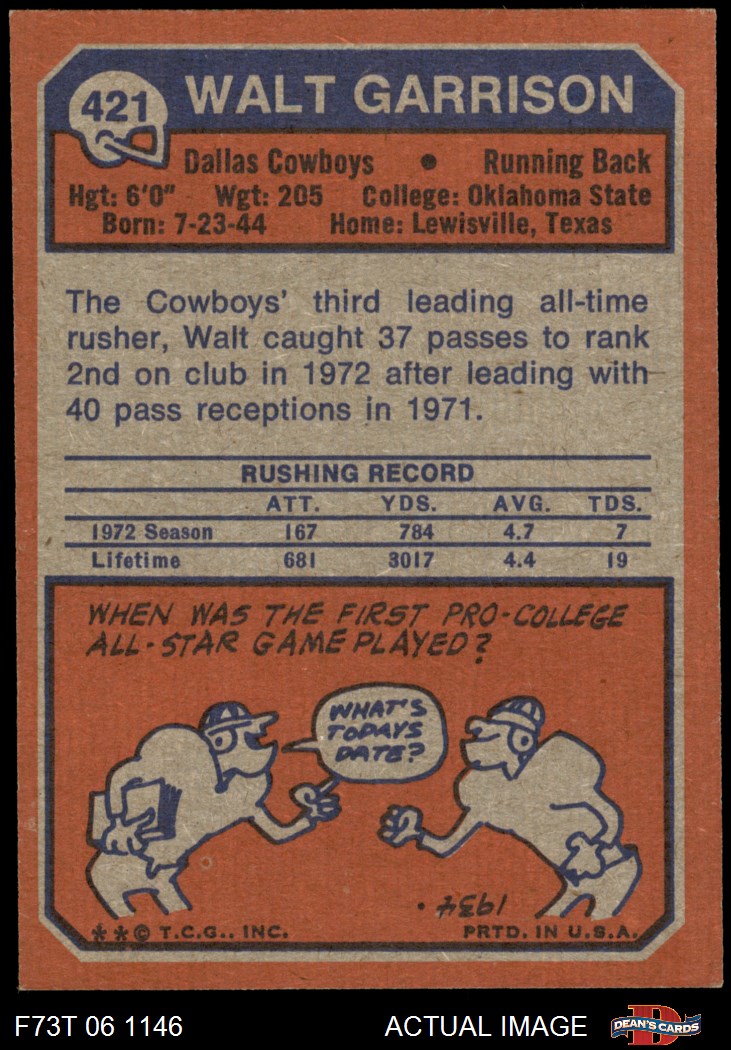 421 WALT GARRISON
Dallas Cowboys • Running Back
Hgt: 6'0" Wgt: 205 College: Oklahoma State
Born: 7-23-44 Home: Lewisville, Texas
The Cowboys' third leading all-time
rusher, Walt caught 37 passes to rank
2nd on club in 1972 after leading with
40 pass receptions in 1971.
RUSHING RECORD
ATT. YDS. AVG. TDS.
1972 Season 167 784 4.7 7
Lifetime 681 3017 4.4 19
WHEN WAS THE FIRST PRO-COLLEGE
ALL-STAR GAME PLAYED?
WHAT'S
TODAYS
DATE?
1934.
**© T.C.G., INC. PRTD. IN U.S.A.
F73T 06 1146 ACTUAL IMAGE D DEAN'S CARDS